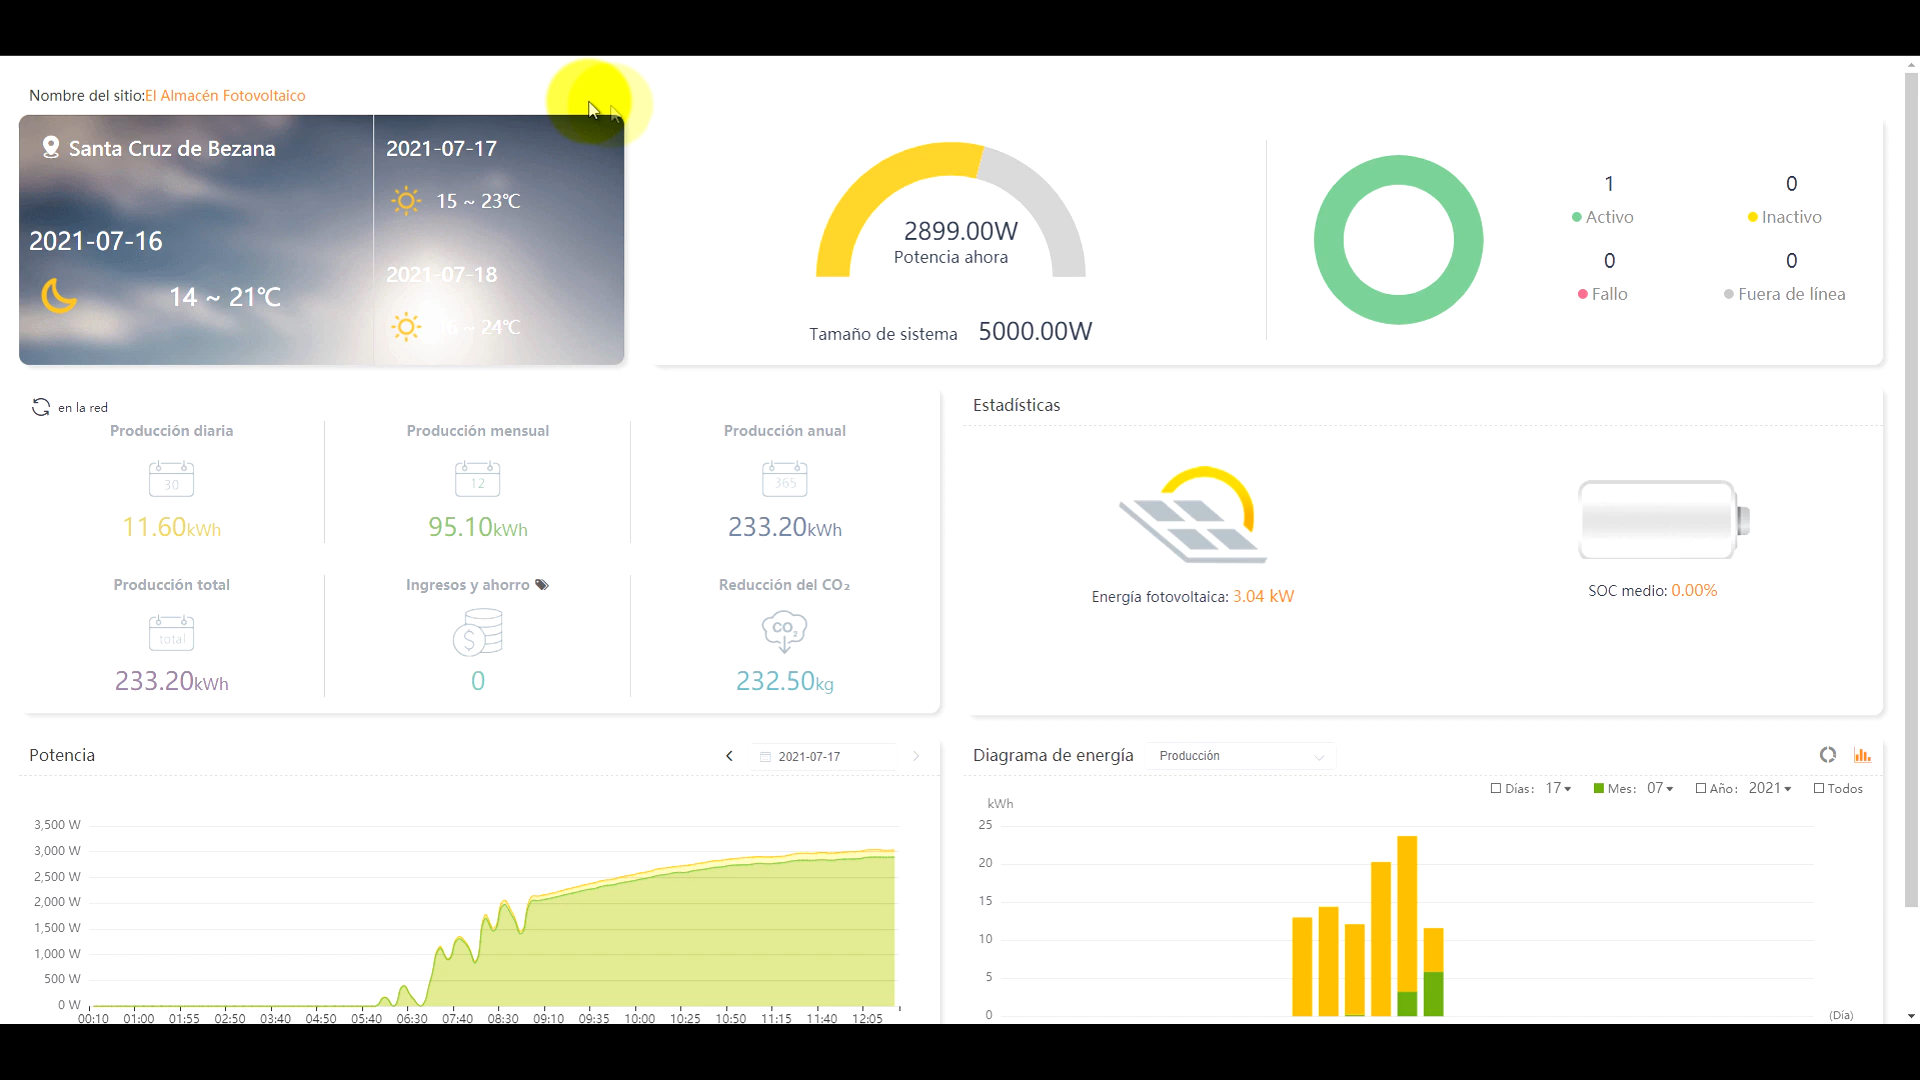 Nombre del sitio:El Almacén Fotovoltaico
Santa Cruz de Bezana
2021-07-16
14 ~ 21℃
2021-07-17
15 ~ 23℃
2021-07-18
16 ~ 24℃
2899.00W
Potencia ahora
Tamaño de sistema 5000.00W
1
Activo
0
Inactivo
0
Fallo
0
Fuera de línea
en la red
Producción diaria
30
11.60kWh
Producción mensual
12
95.10kWh
Producción anual
365
233.20kWh
Producción total
total
233.20kWh
Ingresos y ahorro
$
0
Reducción del CO₂
CO₂
232.50kg
Estadísticas
Energía fotovoltaica: 3.04 kW
SOC medio: 0.00%
Potencia
2021-07-17
3,500 W
3,000 W
2,500 W
2,000 W
1,500 W
1,000 W
500 W
0 W
00:10 01:00 01:55 02:50 03:40 04:50 05:40 06:30 07:40 08:30 09:10 09:35 10:00 10:25 10:50 11:15 11:40 12:05
Diagrama de energía
Producción
Días: 17 Mes: 07 Año: 2021 Todos
kWh
25
20
15
10
5
0
(Día)